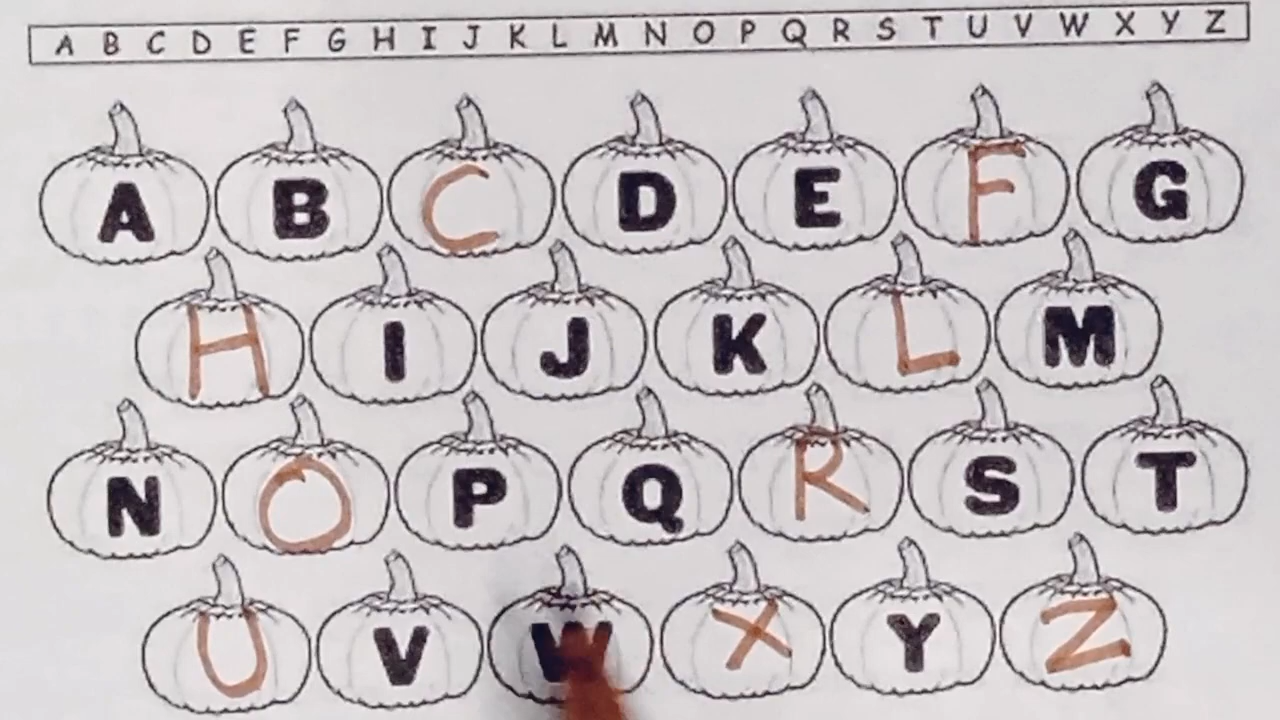 A B C D E F G H I J K L M N O P Q R S T U V W X Y Z
A B C D E F G
H I J K L M
N O P Q R S T
U V W X Y Z